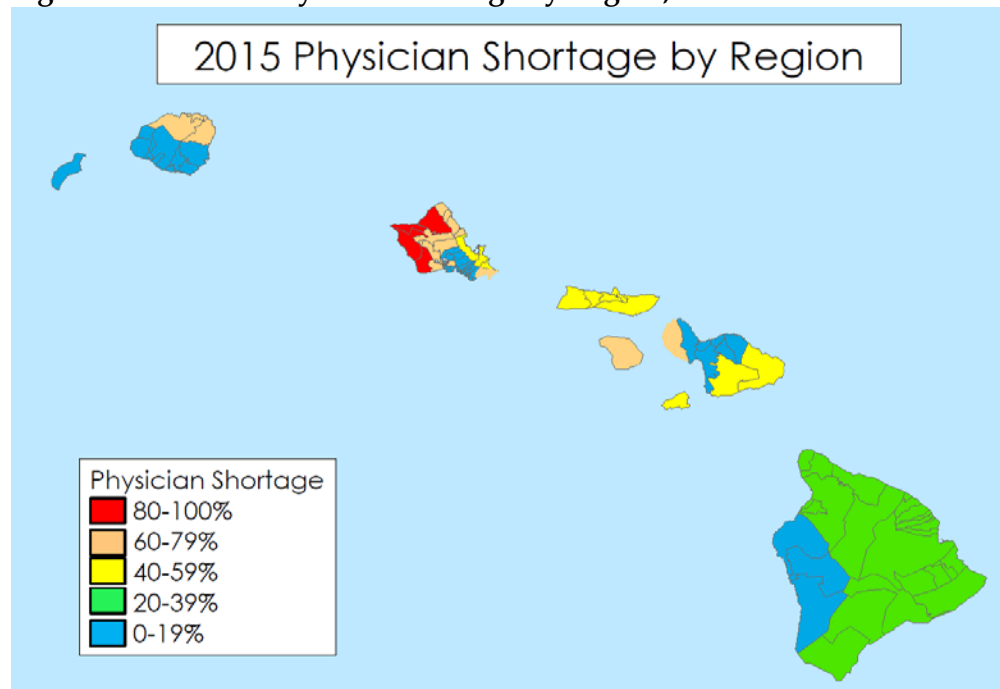 2015 Physician Shortage by Region
Physician Shortage
80-100%
60-79%
40-59%
20-39%
0-19%